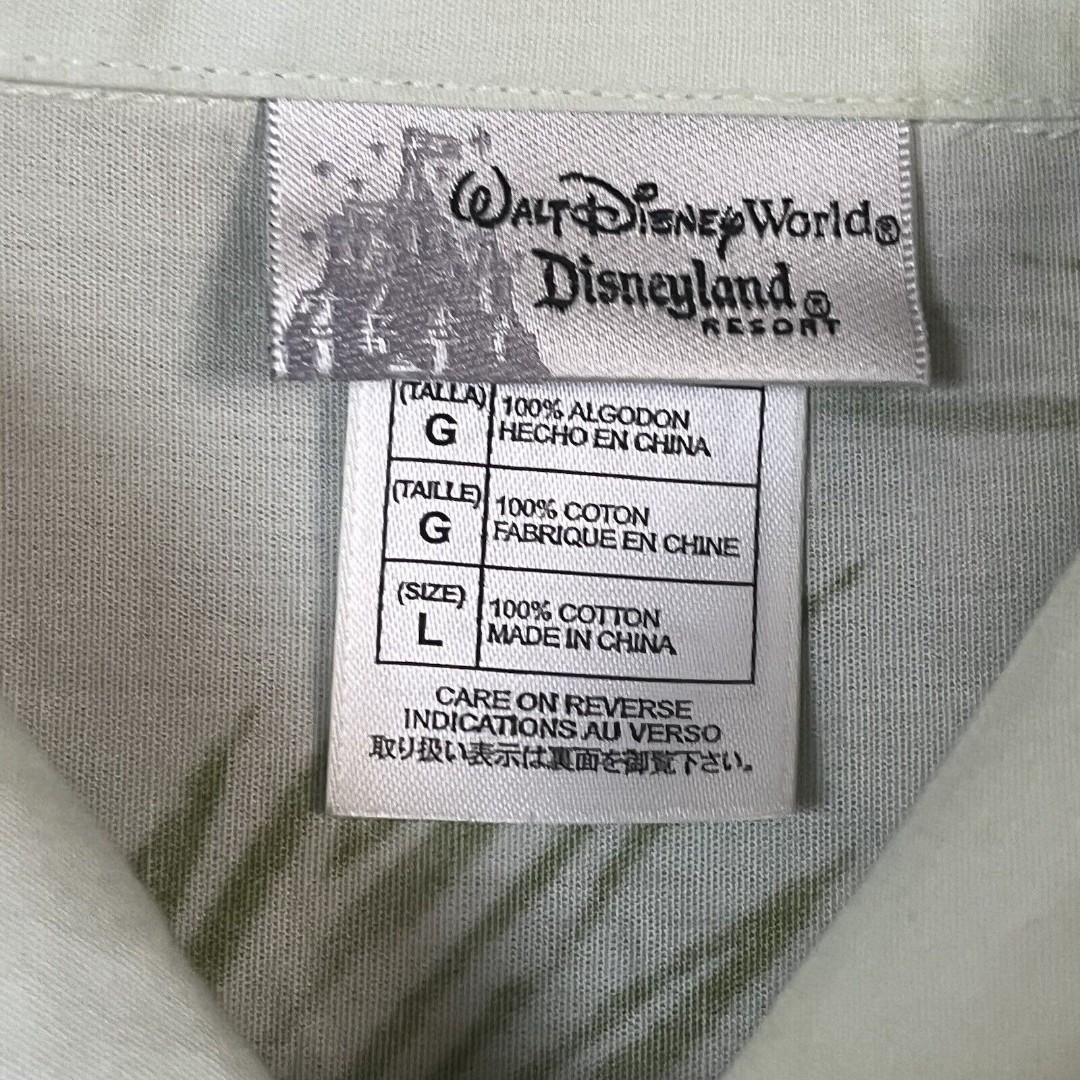 WALT DISNEY World®
Disneyland®
RESORT
(TALLA)
G
100% ALGODON
HECHO EN CHINA
(TAILLE)
G
100% COTON
FABRIQUE EN CHINE
(SIZE)
L
100% COTTON
MADE IN CHINA
CARE ON REVERSE
INDICATIONS AU VERSO
取り扱い表示は裏面を御覧下さい。